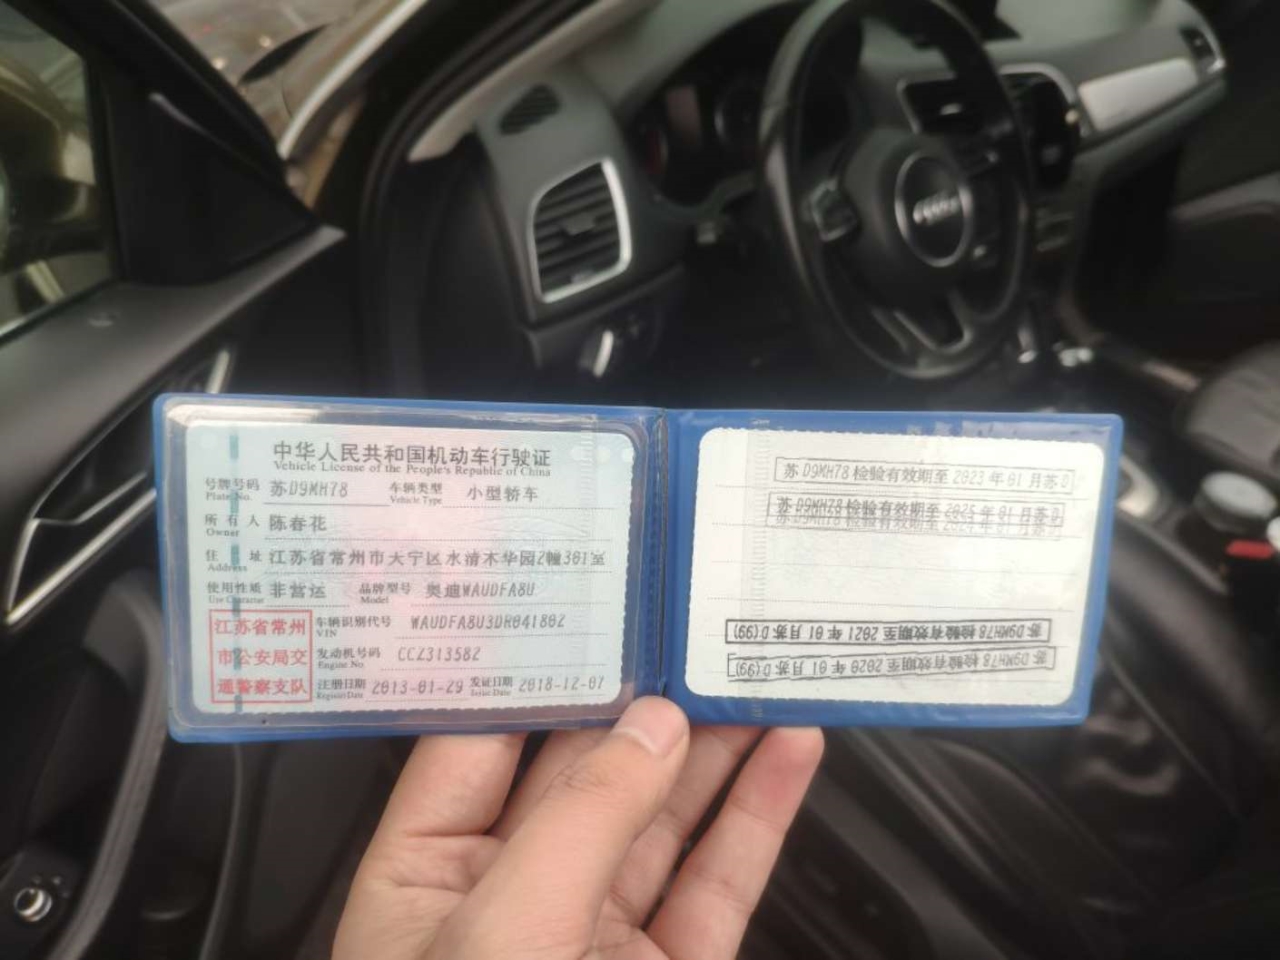 中华人民共和国机动车行驶证
Vehicle License of the People's Republic of China
号牌号码 苏D9MH78 车辆类型 小型轿车
Plate No. Vehicle Type
所有人 陈春花
Owner
住址 江苏省常州市天宁区水清木华园2幢301室
Address
使用性质 非营运 品牌型号 奥迪WAUDFA8U
Use Character Model
江苏省常州
市公安局交
通警察支队
车辆识别代号 WAUDFA8U3DR041802
VIN
发动机号码 CCZ313582
Engine No.
注册日期 2013-01-29 发证日期 2018-12-07
Register Date Issue Date
苏D9MH78检验有效期至2023年01月苏D
苏D9MH78检验有效期至2025年01月苏D
苏D9MH78检验有效期至2021年01月苏D(99)
苏D9MH78检验有效期至2020年01月苏D(99)